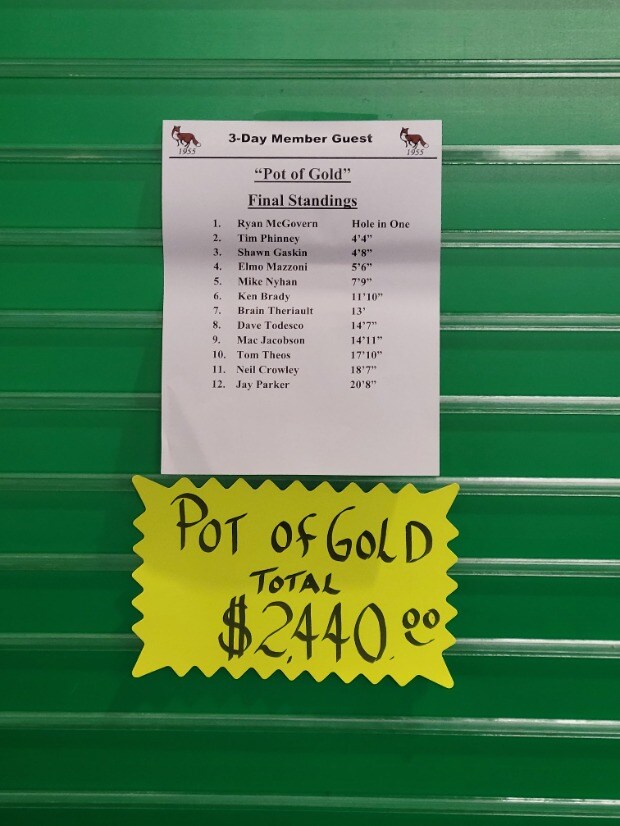 1955
3-Day Member Guest
1955
“Pot of Gold”
Final Standings
1. Ryan McGovern Hole in One
2. Tim Phinney 4'4"
3. Shawn Gaskin 4'8"
4. Elmo Mazzoni 5'6"
5. Mike Nyhan 7'9"
6. Ken Brady 11'10"
7. Brain Theriault 13'
8. Dave Todesco 14'7"
9. Mac Jacobson 14'11"
10. Tom Theos 17'10"
11. Neil Crowley 18'7"
12. Jay Parker 20'8"
POT OF GOLD
TOTAL
$2,440.00